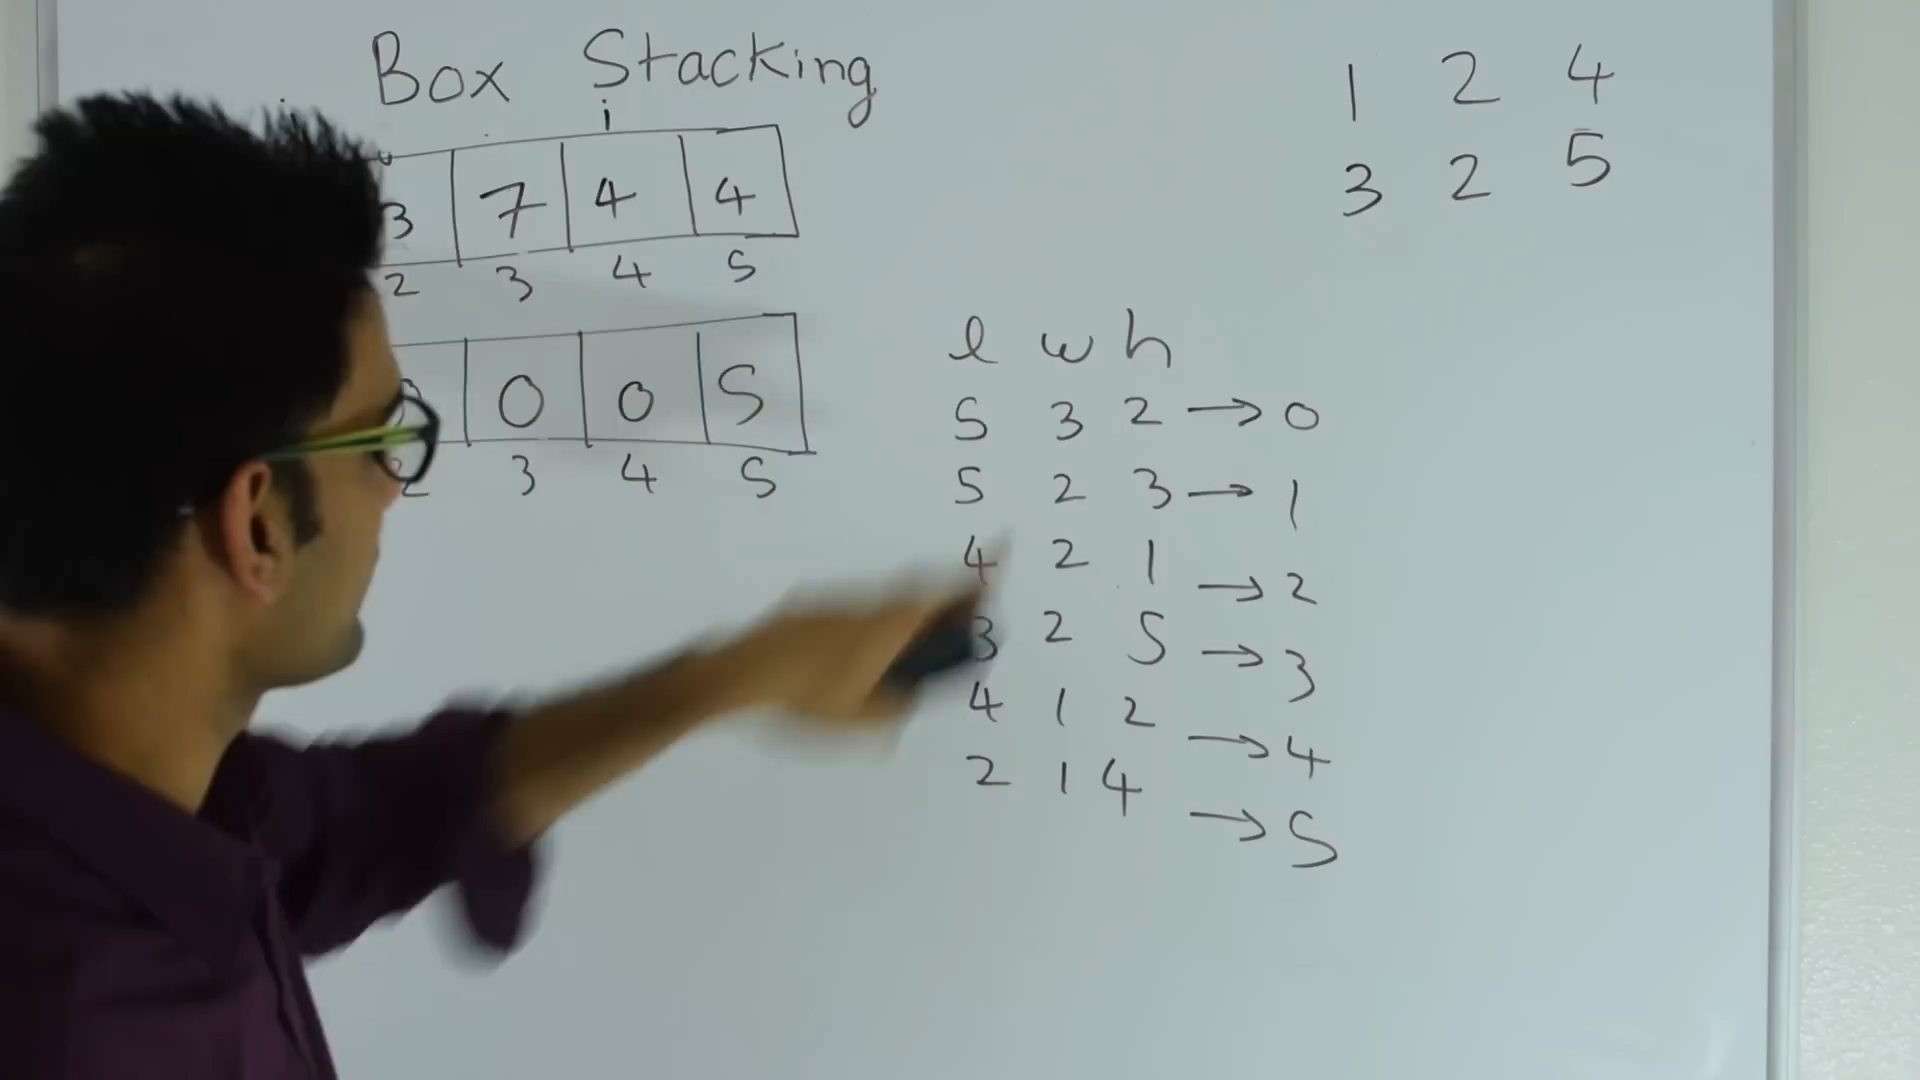 Box Stacking
i
3 7 4 4
2 3 4 5
0 0 5
2 3 4 5
1 2 4
3 2 5
l w h
5 3 2 → 0
5 2 3 → 1
4 2 1 → 2
3 2 5 → 3
4 1 2 → 4
2 1 4 → 5